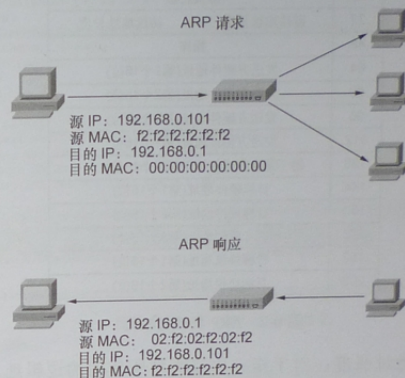 ARP 请求
源 IP：192.168.0.101
源 MAC：f2:f2:f2:f2:f2:f2
目的 IP：192.168.0.1
目的 MAC：00:00:00:00:00:00
ARP 响应
源 IP：192.168.0.1
源 MAC： 02:f2:02:f2:02:f2
目的 IP：192.168.0.101
目的 MAC：f2:f2:f2:f2:f2:f2